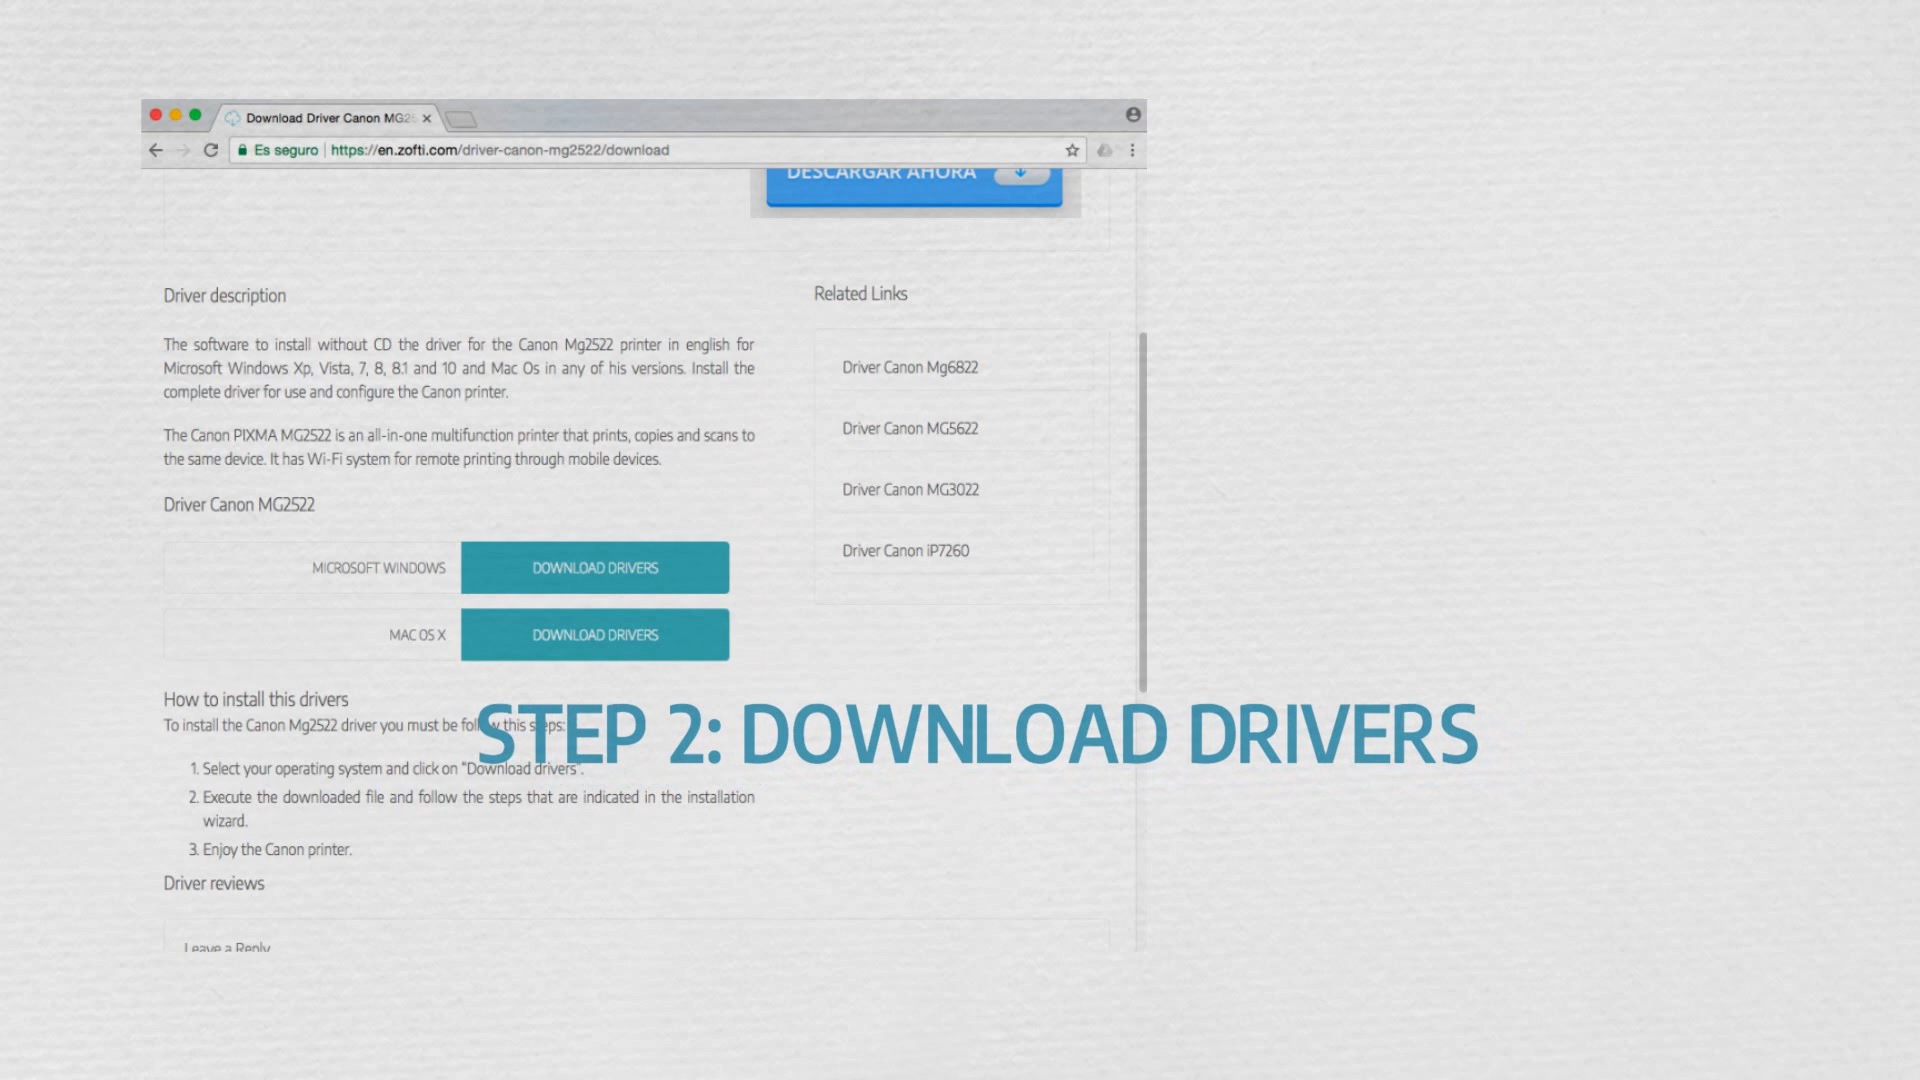 Download Driver Canon MG25
Es seguro | https://en.zofti.com/driver-canon-mg2522/download
DESCARGAR AHORA
Driver description
The software to install without CD the driver for the Canon Mg2522 printer in english for
Microsoft Windows Xp, Vista, 7, 8, 8.1 and 10 and Mac Os in any of his versions. Install the
complete driver for use and configure the Canon printer.
The Canon PIXMA MG2522 is an all-in-one multifunction printer that prints, copies and scans to
the same device. It has Wi-Fi system for remote printing through mobile devices.
Driver Canon MG2522
MICROSOFT WINDOWS DOWNLOAD DRIVERS
MAC OS X DOWNLOAD DRIVERS
How to install this drivers
To install the Canon Mg2522 driver you must be follow this steps:
1. Select your operating system and click on "Download drivers".
2. Execute the downloaded file and follow the steps that are indicated in the installation
wizard.
3. Enjoy the Canon printer.
Driver reviews
Leave a Reply
Related Links
Driver Canon Mg6822
Driver Canon MG5622
Driver Canon MG3022
Driver Canon iP7260
STEP 2: DOWNLOAD DRIVERS